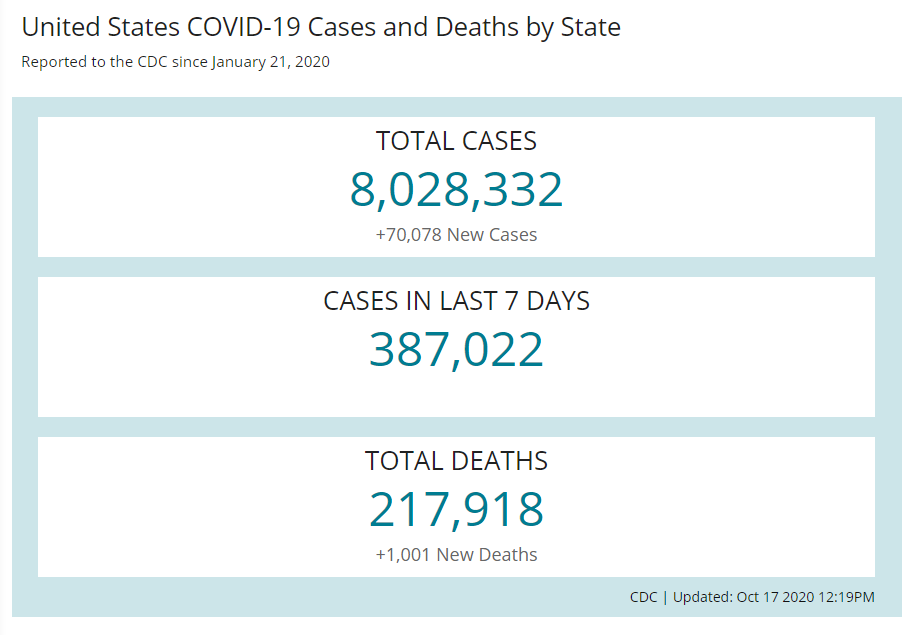 United States COVID-19 Cases and Deaths by State
Reported to the CDC since January 21, 2020
TOTAL CASES
8,028,332
+70,078 New Cases
CASES IN LAST 7 DAYS
387,022
TOTAL DEATHS
217,918
+1,001 New Deaths
CDC | Updated: Oct 17 2020 12:19PM